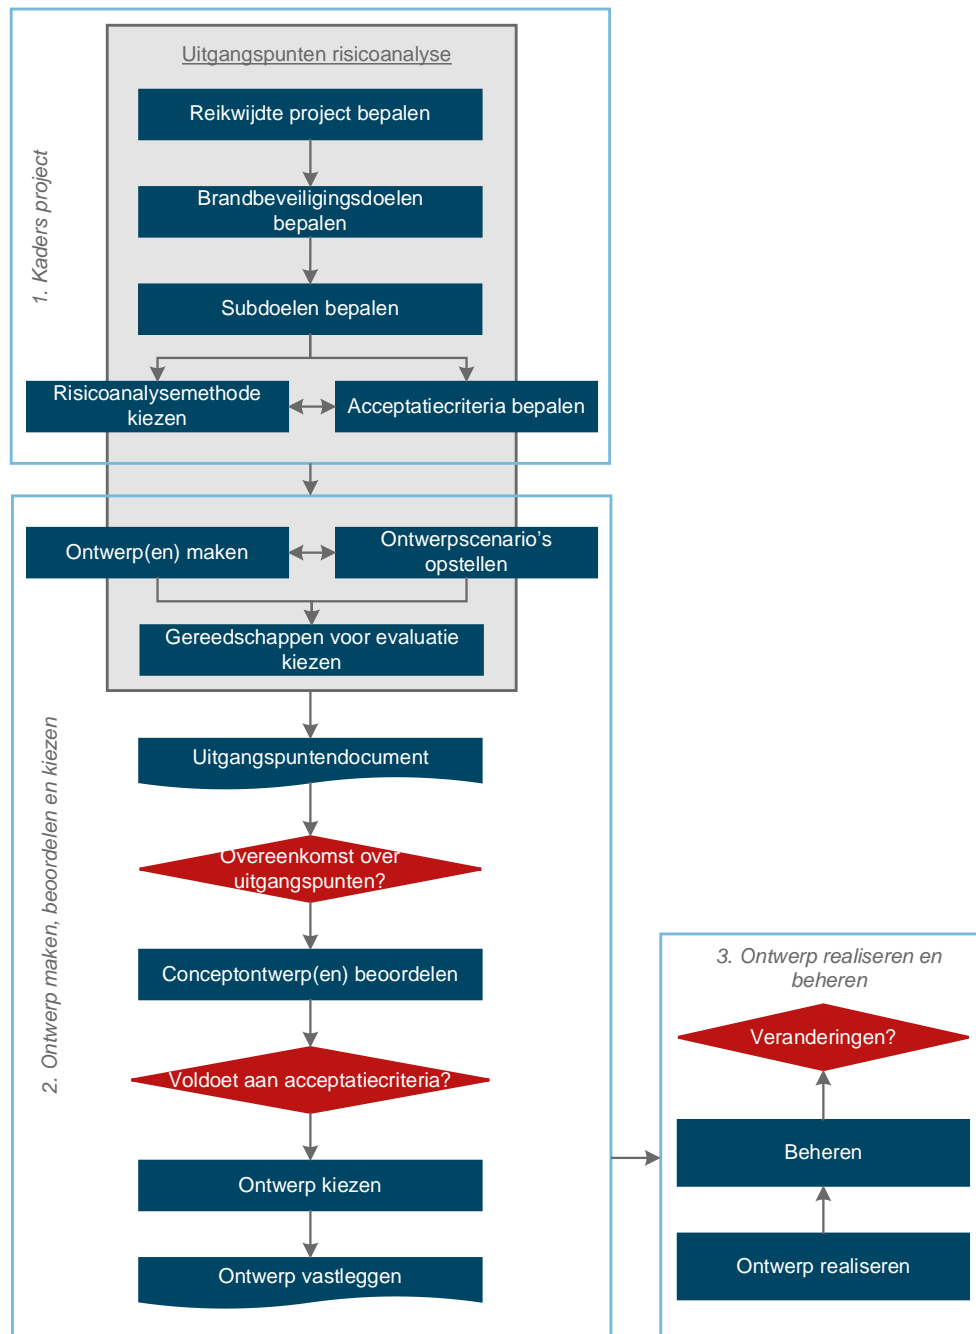 Uitgangspunten risicoanalyse
Reikwijdte project bepalen
Brandbeveiligingsdoelen
bepalen
1. Kaders project
Subdoelen bepalen
Risicoanalysemethode
kiezen
Acceptatiecriteria bepalen
Ontwerp(en) maken
Ontwerpscenario's
opstellen
Gereedschappen voor evaluatie
kiezen
2. Ontwerp maken, beoordelen en kiezen
Uitgangspuntendocument
Overeenkomst over
uitgangspunten?
Conceptontwerp(en) beoordelen
Voldoet aan acceptatiecriteria?
Ontwerp kiezen
Ontwerp vastleggen
3. Ontwerp realiseren en
beheren
Veranderingen?
Beheren
Ontwerp realiseren